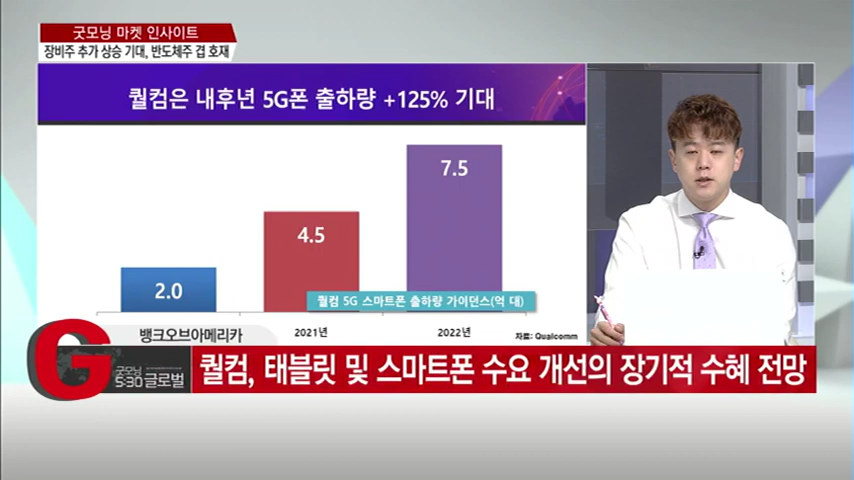 굿모닝 마켓 인사이트
장비주 추가 상승 기대, 반도체주 겹 호재
퀄컴은 내후년 5G폰 출하량 +125% 기대
7.5
4.5
2.0
퀄컴 5G 스마트폰 출하량 가이던스(억 대)
뱅크오브아메리카
2021년
2022년
자료: Qualcomm
G
굿모닝
5:30 글로벌
퀄컴, 태블릿 및 스마트폰 수요 개선의 장기적 수혜 전망